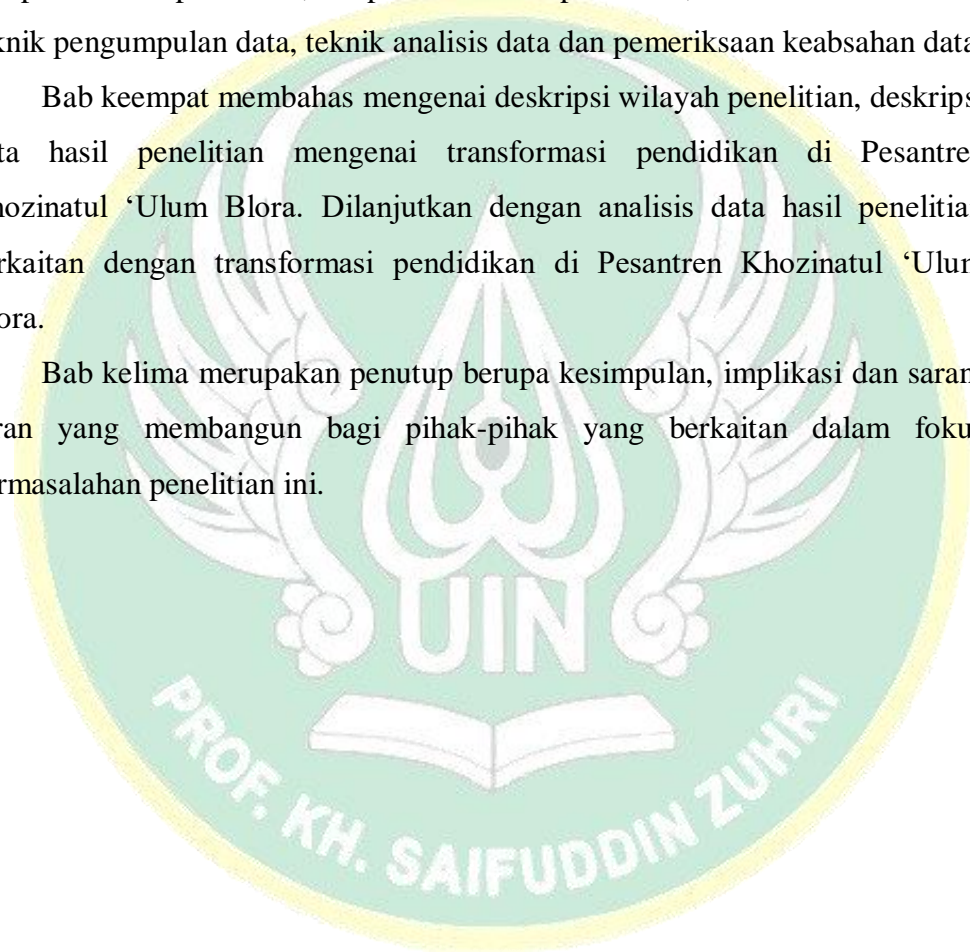 knik pengumpulan data, teknik analisis data dan pemeriksaan keabsahan data
Bab keempat membahas mengenai deskripsi wilayah penelitian, deskrips
ta hasil penelitian mengenai transformasi pendidikan di Pesantre
hozinatul ‘Ulum Blora. Dilanjutkan dengan analisis data hasil penelitia
rkaitan dengan transformasi pendidikan di Pesantren Khozinatul ‘Ulu
ora.
Bab kelima merupakan penutup berupa kesimpulan, implikasi dan saran
ran yang membangun bagi pihak-pihak yang berkaitan dalam foku
rmasalahan penelitian ini.
UIN
PROF. KH. SAIFUDDIN ZUHRI